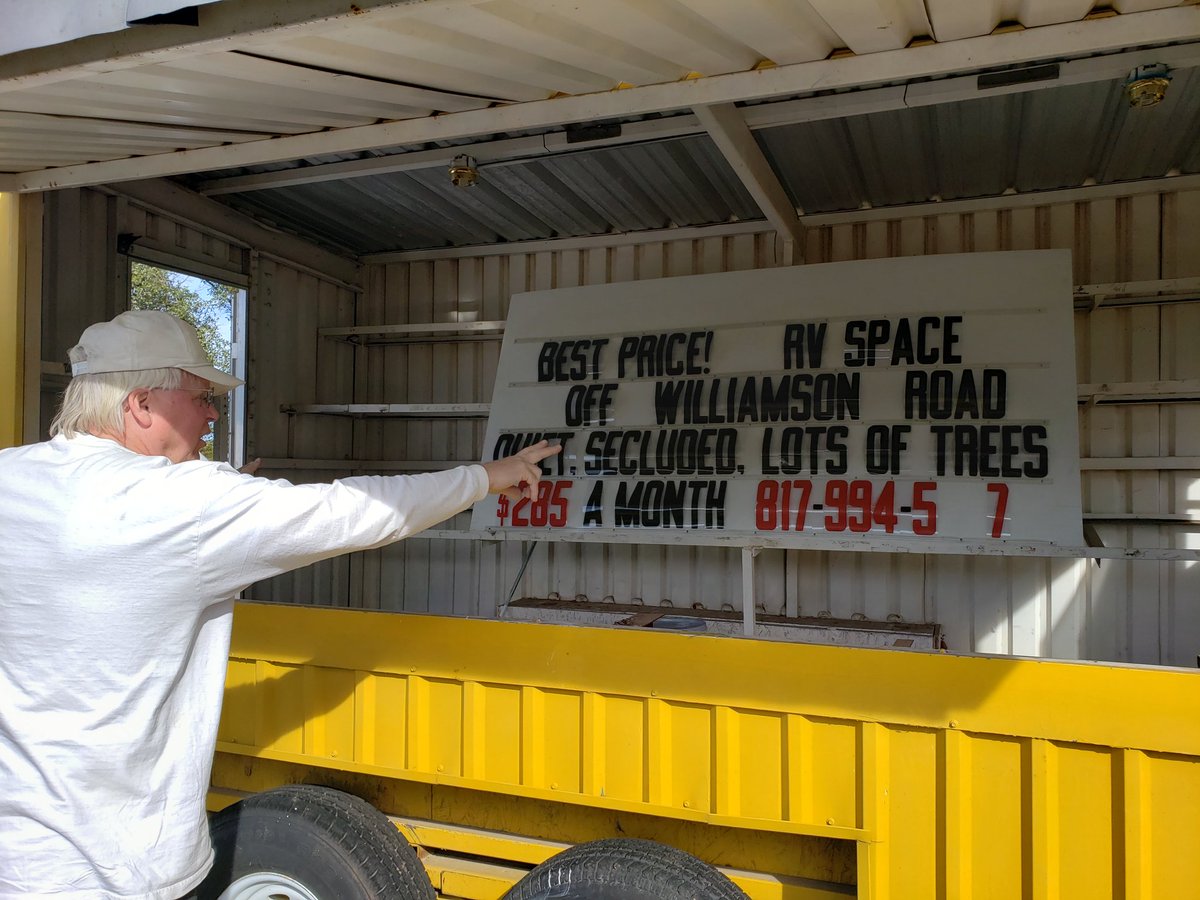 BEST PRICE! RV SPACE
OFF WILLIAMSON ROAD
QUIET, SECLUDED, LOTS OF TREES
$285 A MONTH 817-994-5 7